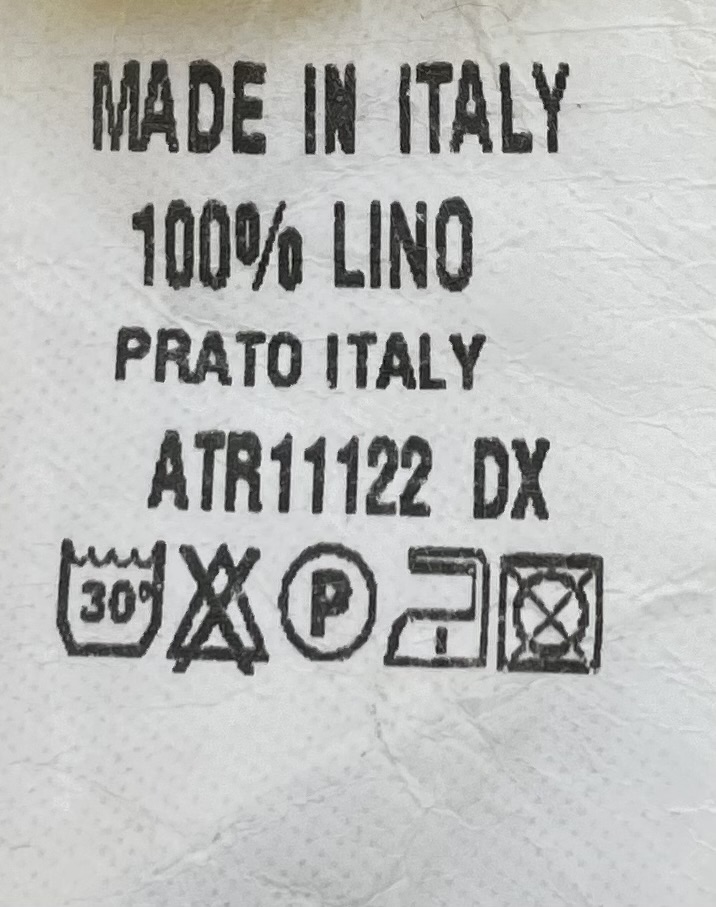 MADE IN ITALY
100% LINO
PRATO ITALY
ATR11122 DX
30° P